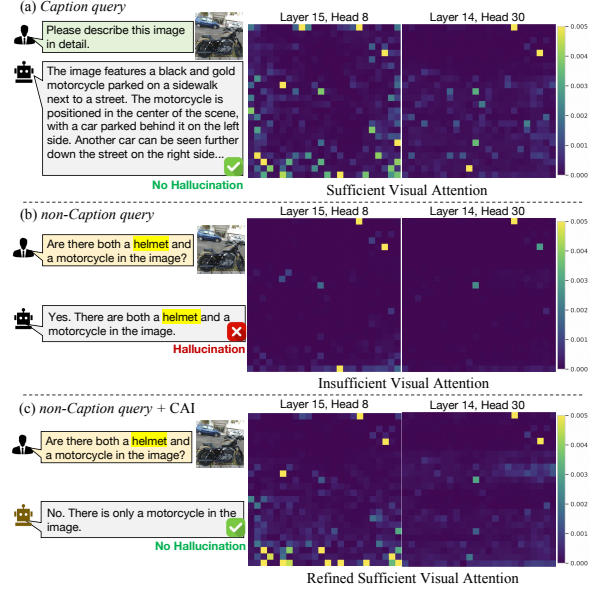 (a) Caption query
Please describe this image
in detail.
The image features a black and gold
motorcycle parked on a sidewalk
next to a street. The motorcycle is
positioned in the center of the scene,
with a car parked behind it on the left
side. Another car can be seen further
down the street on the right side...
No Hallucination
Layer 15, Head 8
Layer 14, Head 30
0.005
0.004
0.003
0.002
0.001
0.000
Sufficient Visual Attention
(b) non-Caption query
Are there both a helmet and
a motorcycle in the image?
Yes. There are both a helmet and a
motorcycle in the image.
Hallucination
Layer 15, Head 8
Layer 14, Head 30
0.005
0.004
0.003
0.002
0.001
0.000
Insufficient Visual Attention
(c) non-Caption query + CAI
Are there both a helmet and
a motorcycle in the image?
No. There is only a motorcycle in the
image.
No Hallucination
Layer 15, Head 8
Layer 14, Head 30
0.005
0.004
0.003
0.002
0.001
0.000
Refined Sufficient Visual Attention